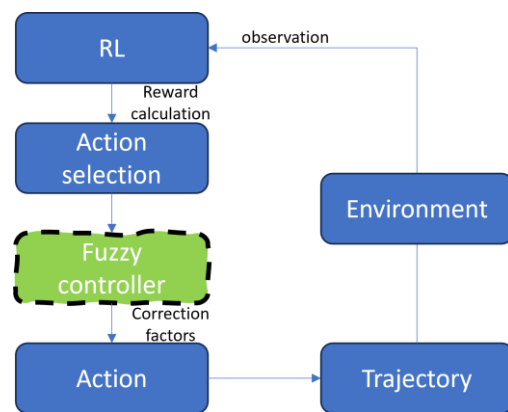 RL
observation
Reward
calculation
Action
selection
Environment
Fuzzy
controller
Correction
factors
Action
Trajectory